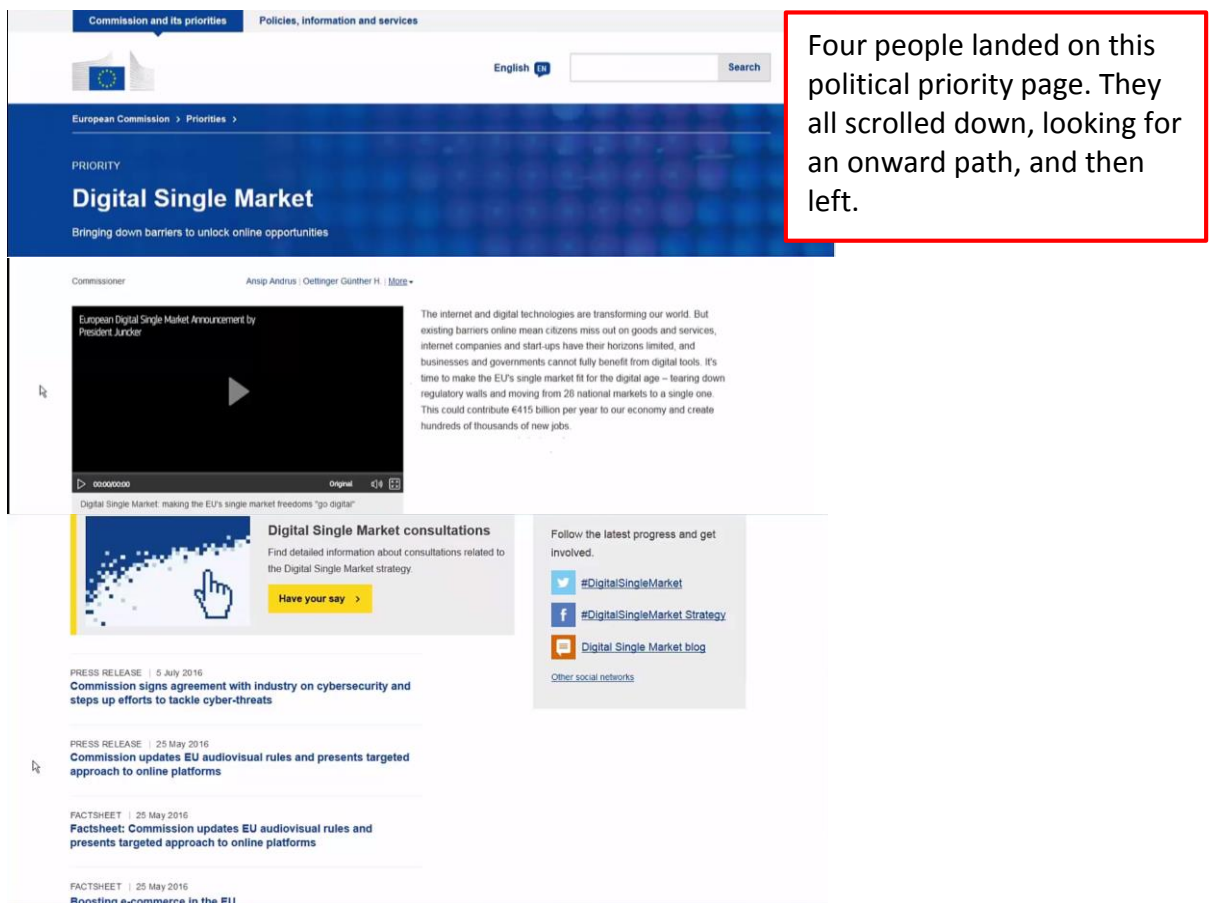 Commission and its priorities
Policies, information and services
English EN
Search
European Commission > Priorities >
PRIORITY
Digital Single Market
Bringing down barriers to unlock online opportunities
Four people landed on this
political priority page. They
all scrolled down, looking for
an onward path, and then
left.
Commissioner
Ansip Andrus | Oettinger Günther H. | More
European Digital Single Market Announcement by
President Juncker
00:00/00:00
Original
Digital Single Market: making the EU's single market freedoms "go digital"
The internet and digital technologies are transforming our world. But
existing barriers online mean citizens miss out on goods and services,
internet companies and start-ups have their horizons limited, and
businesses and governments cannot fully benefit from digital tools. It's
time to make the EU's single market fit for the digital age – tearing down
regulatory walls and moving from 28 national markets to a single one.
This could contribute €415 billion per year to our economy and create
hundreds of thousands of new jobs.
Digital Single Market consultations
Find detailed information about consultations related to
the Digital Single Market strategy.
Have your say >
Follow the latest progress and get
involved.
#DigitalSingleMarket
#DigitalSingleMarket Strategy
Digital Single Market blog
Other social networks
PRESS RELEASE | 5 July 2016
Commission signs agreement with industry on cybersecurity and
steps up efforts to tackle cyber-threats
PRESS RELEASE | 25 May 2016
Commission updates EU audiovisual rules and presents targeted
approach to online platforms
FACTSHEET | 25 May 2016
Factsheet: Commission updates EU audiovisual rules and
presents targeted approach to online platforms
FACTSHEET | 25 May 2016
Boosting e-commerce in the EU